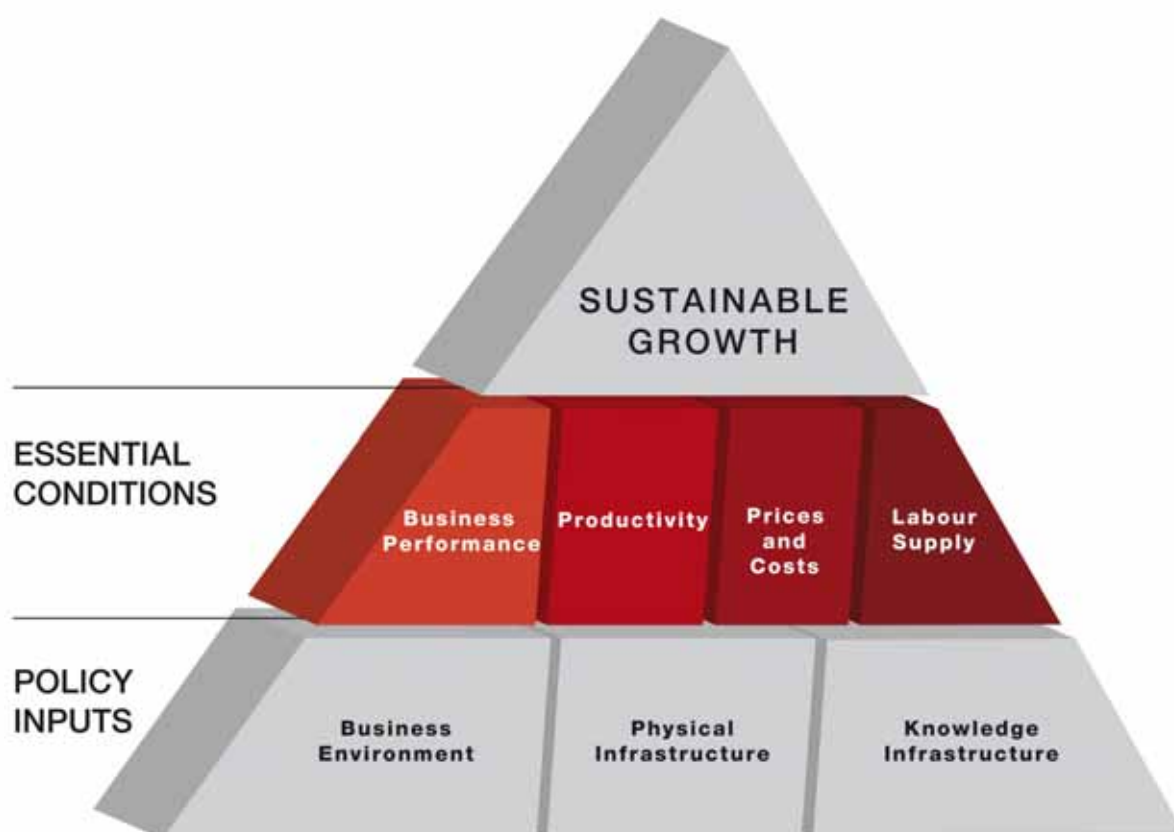 SUSTAINABLE
GROWTH
ESSENTIAL
CONDITIONS
Business
Performance
Productivity
Prices
and
Costs
Labour
Supply
POLICY
INPUTS
Business
Environment
Physical
Infrastructure
Knowledge
Infrastructure